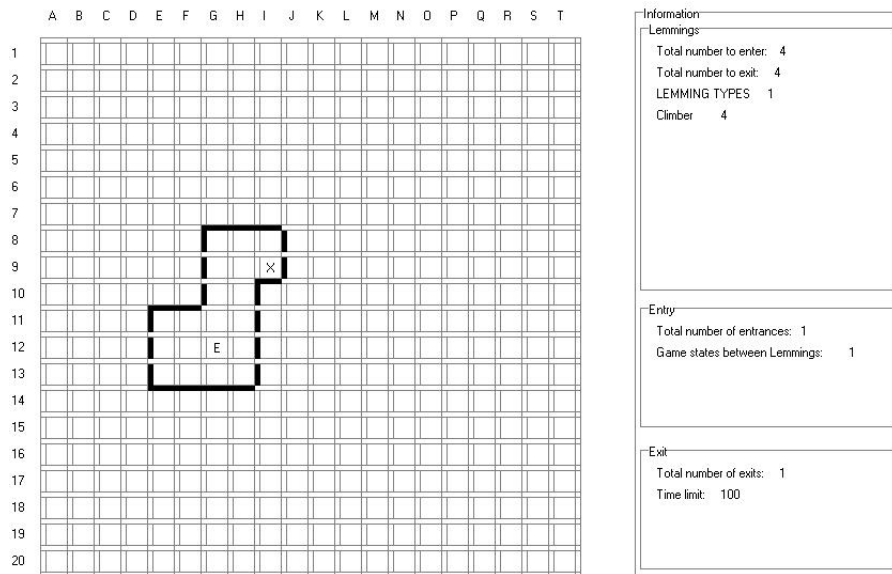 A B C D E F G H I J K L M N O P Q R S T
1
2
3
4
5
6
7
8
9 X
10
11
12 E
13
14
15
16
17
18
19
20
Information
Lemmings
Total number to enter: 4
Total number to exit: 4
LEMMING TYPES 1
Climber 4
Entry
Total number of entrances: 1
Game states between Lemmings: 1
Exit
Total number of exits: 1
Time limit: 100